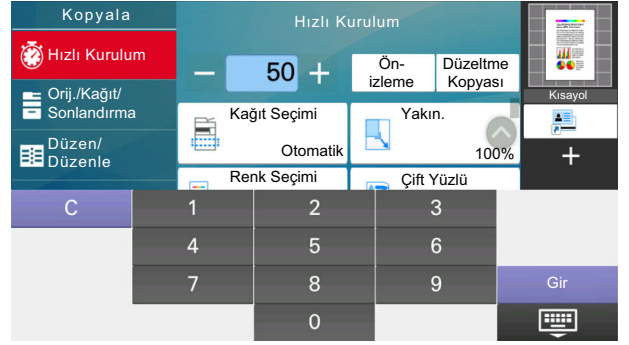 Kopyala
Hızlı Kurulum
Hızlı Kurulum
50
Ön-
izleme
Düzeltme
Kopyası
Orij./Kağıt/
Sonlandırma
Düzen/
Düzenle
Kağıt Seçimi
Otomatik
Yakın.
100%
Renk Seçimi
Çift Yüzlü
Kısayol
C
1
2
3
4
5
6
7
8
9
0
Gir